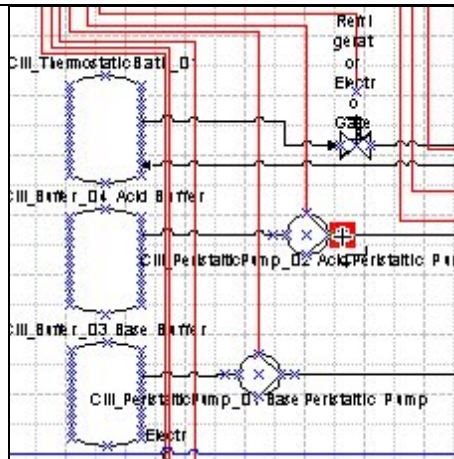 Refri
gerat
or
Electr
o
Gate
CIII_ThermostaticBath_01
CIII_Buffer_04 Acid Buffer
CIII_PeristalticPump_02 Acid Peristaltic Pu
CIII_Buffer_03 Base Buffer
CIII_PeristalticPump_01 Base Peristaltic Pump
Electr